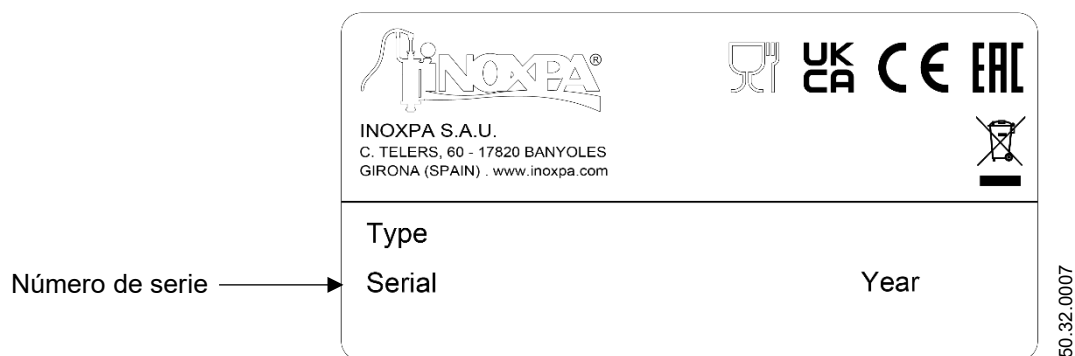 INOXPA®
UK CA CE EAC
INOXPA S.A.U.
C. TELERS, 60 - 17820 BANYOLES
GIRONA (SPAIN) . www.inoxpa.com
Type
Número de serie
Serial
Year
50.32.0007